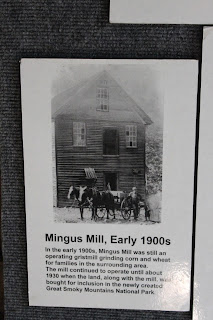 Mingus Mill, Early 1900s
In the early 1900s, Mingus Mill was still an
operating gristmill grinding corn and wheat
for families in the surrounding area.
The mill continued to operate until about
1930 when the land, along with the mill, was
bought for inclusion in the newly created
Great Smoky Mountains National Park.